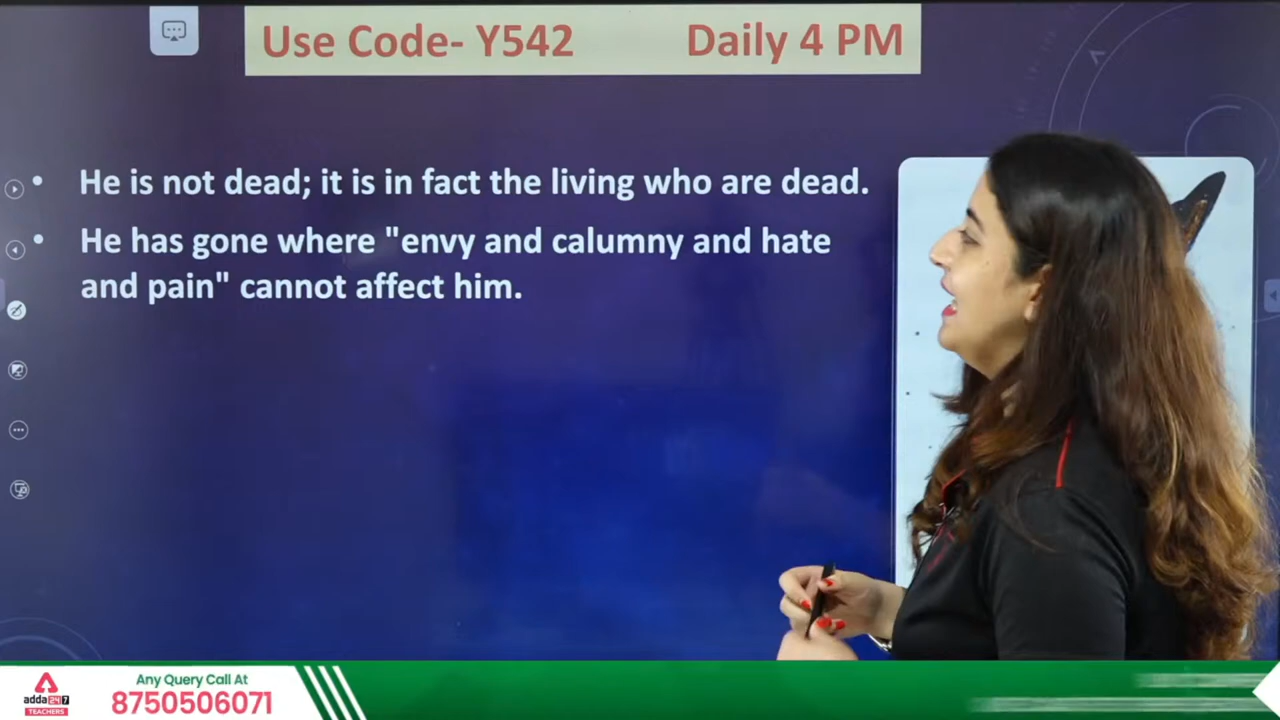 Use Code- Y542 Daily 4 PM
• He is not dead; it is in fact the living who are dead.
• He has gone where "envy and calumny and hate
and pain" cannot affect him.
adda247
TEACHERS
Any Query Call At
8750506071